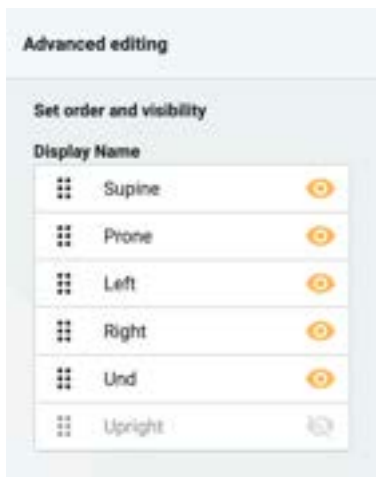 Advanced editing
Set order and visibility
Display Name
Supine
Prone
Left
Right
Und
Upright